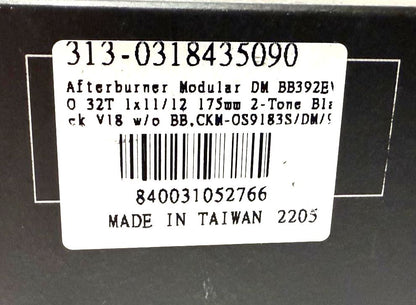 313-0318435090
Afterburner Modular DM BB392EV
O 32T 1x11/12 175mm 2-Tone Bla
ck V18 w/o BB,CKM-OS9183S/DM/9
840031052766
MADE IN TAIWAN 2205